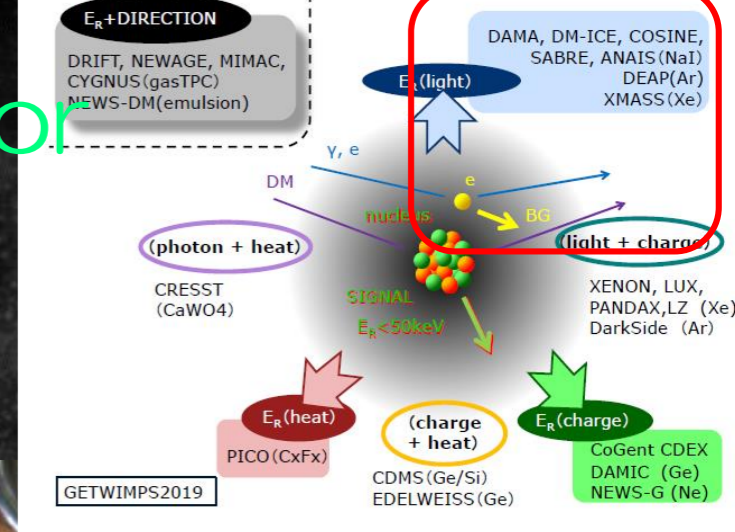 E_R+DIRECTION
DRIFT, NEWAGE, MIMAC,
CYGNUS(gasTPC)
NEWS-DM(emulsion)
or
DAMA, DM-ICE, COSINE,
SABRE, ANAIS(NaI)
DEAP(Ar)
XMASS(Xe)
E_R(light)
γ, e
DM
e
nucleus
BG
(photon + heat)
(light + charge)
CRESST
(CaWO4)
SIGNAL
E_R<50keV
XENON, LUX,
PANDAX,LZ (Xe)
DarkSide (Ar)
E_R(heat)
PICO(CxFx)
(charge
+ heat)
CDMS(Ge/Si)
EDELWEISS(Ge)
E_R(charge)
CoGent CDEX
DAMIC (Ge)
NEWS-G (Ne)
GETWIMPS2019